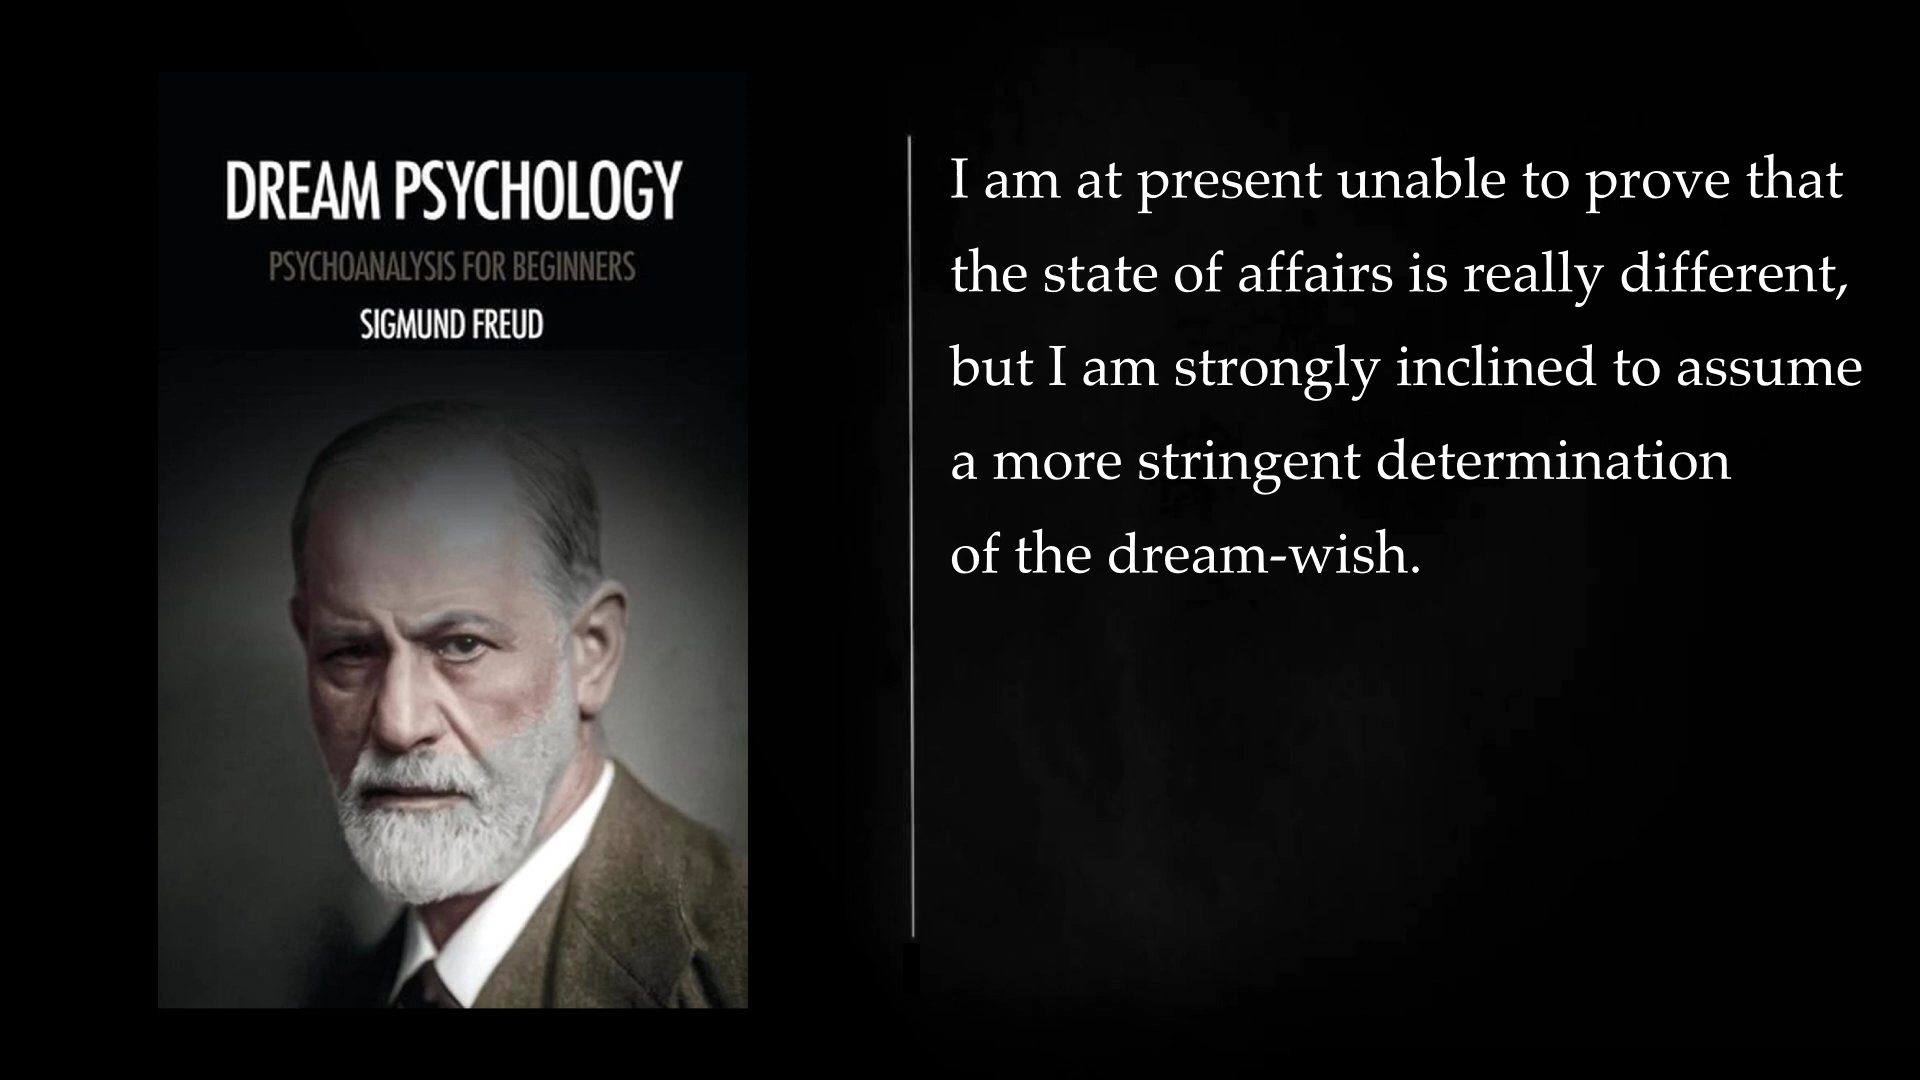 DREAM PSYCHOLOGY
PSYCHOANALYSIS FOR BEGINNERS
SIGMUND FREUD
I am at present unable to prove that
the state of affairs is really different,
but I am strongly inclined to assume
a more stringent determination
of the dream-wish.